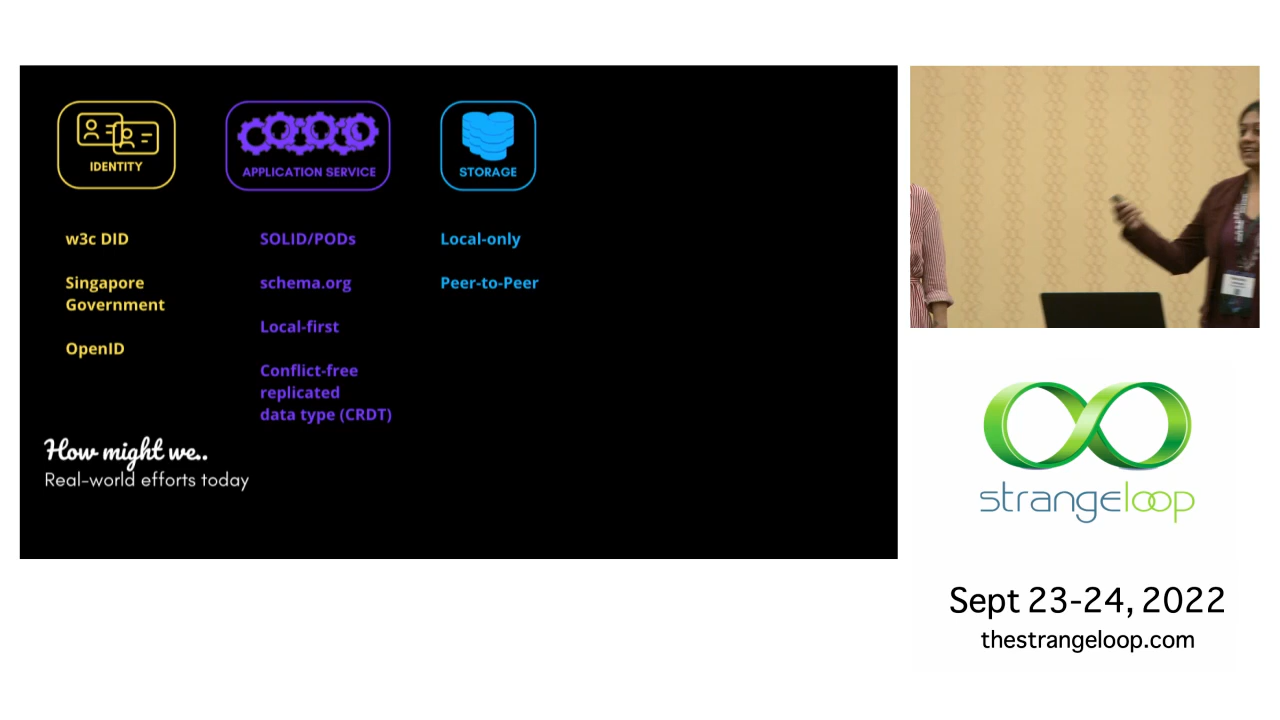 IDENTITY
APPLICATION SERVICE
STORAGE
w3c DID
Singapore
Government
OpenID
SOLID/PODs
schema.org
Local-first
Conflict-free
replicated
data type (CRDT)
Local-only
Peer-to-Peer
How might we..
Real-world efforts today
strangeloop
Sept 23-24, 2022
thestrangeloop.com